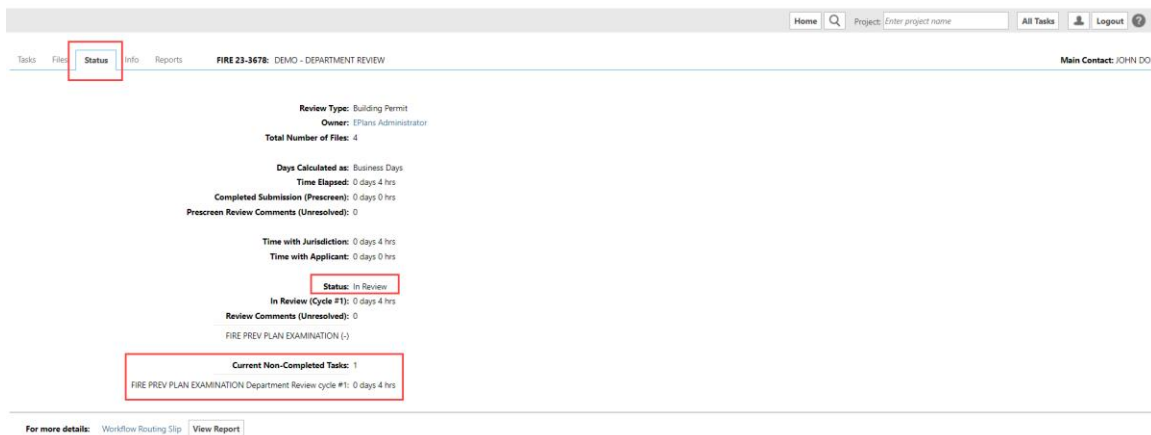 Home Project: Enter project name All Tasks Logout ?
Tasks Files Status Info Reports FIRE 23-3678: DEMO - DEPARTMENT REVIEW Main Contact: JOHN DO
Review Type: Building Permit
Owner: EPlans Administrator
Total Number of Files: 4
Days Calculated as: Business Days
Time Elapsed: 0 days 4 hrs
Completed Submission (Prescreen): 0 days 0 hrs
Prescreen Review Comments (Unresolved): 0
Time with Jurisdiction: 0 days 4 hrs
Time with Applicant: 0 days 0 hrs
Status: In Review
In Review (Cycle #1): 0 days 4 hrs
Review Comments (Unresolved): 0
FIRE PREV PLAN EXAMINATION (-)
Current Non-Completed Tasks: 1
FIRE PREV PLAN EXAMINATION Department Review cycle #1: 0 days 4 hrs
For more details: Workflow Routing Slip View Report